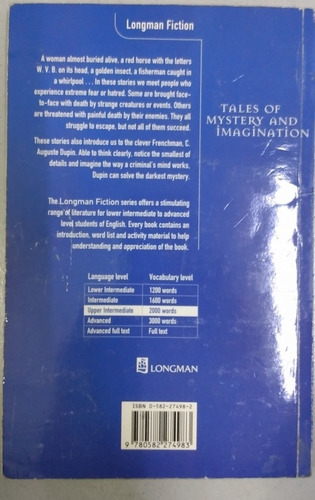 Longman Fiction
A woman almost buried alive, a red horse with the letters
W. V. B. on its head, a golden insect, a fisherman caught in
a whirlpool . . . In these stories we meet people who
experience extreme fear or hatred. Some are brought face-
to-face with death by strange creatures or events. Others
are threatened with painful death by their enemies. They all
struggle to escape, but not all of them succeed.
These stories also introduce us to the clever Frenchman, C.
Auguste Dupin. Able to think clearly, notice the smallest of
details and imagine the way a criminal's mind works,
Dupin can solve the darkest mystery.
The Longman Fiction series offers a stimulating
range of literature for lower intermediate to advanced
level students of English. Every book contains an
introduction, word list and activity material to help
understanding and appreciation of the book.
TALES OF
MYSTERY AND
IMAGINATION
Language level Vocabulary level
Lower Intermediate 1200 words
Intermediate 1600 words
Upper Intermediate 2000 words
Advanced 3000 words
Advanced full text Full text
LONGMAN
ISBN 0-582-27498-2
9 780582 274983